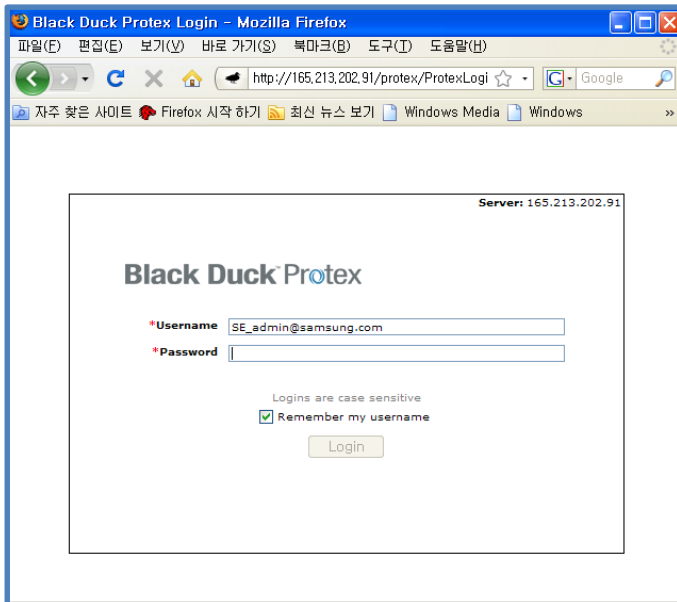 Black Duck Protex Login - Mozilla Firefox
파일(F) 편집(E) 보기(V) 바로 가기(S) 북마크(B) 도구(T) 도움말(H)
http://165,213,202,91/protex/ProtexLogi G Google
자주 찾은 사이트 Firefox 시작 하기 최신 뉴스 보기 Windows Media Windows »
Server: 165.213.202.91
Black Duck™ Protex
*Username SE_admin@samsung.com
*Password
Logins are case sensitive
Remember my username
Login